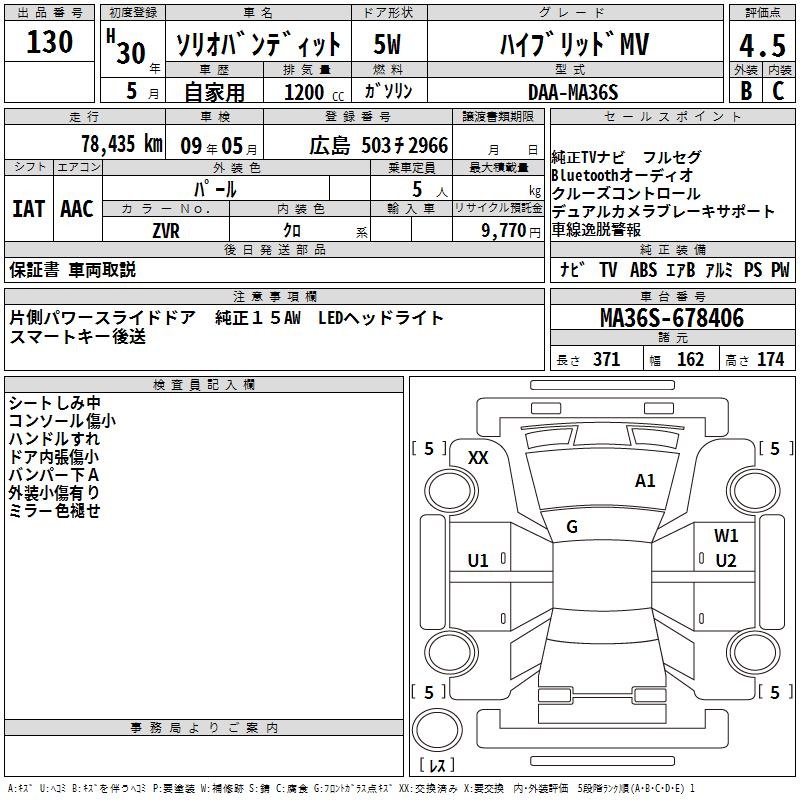 出品番号 初度登録 車名 ドア形状 グレード 評価点
130 H30年 ソリオバンディット 5W ハイブリッドMV 4.5
車歴 排気量 燃料 型式 外装 内装
5月 自家用 1200 CC ガソリン DAA-MA36S B C
走行 車検 登録番号 譲渡書類期限 セールスポイント
78,435 km 09年05月 広島 503チ2966 月 日
シフト エアコン 外装色 乗車定員 最大積載量
IAT AAC パール 5人 kg
カラーNo. 内装色 輸入車 リサイクル預託金
ZVR クロ 系 9,770円
後日発送部品
保証書 車両取説
純正TVナビ フルセグ
Bluetoothオーディオ
クルーズコントロール
デュアルカメラブレーキサポート
車線逸脱警報
純正装備
ナビ TV ABS エアB アルミ PS PW
注意事項欄
片側パワースライドドア 純正15AW LEDヘッドライト
スマートキー後送
車台番号
MA36S-678406
諸元
長さ 371 幅 162 高さ 174
検査員記入欄
シートしみ中
コンソール傷小
ハンドルすれ
ドア内張傷小
バンパー下A
外装小傷有り
ミラー色褪せ
事務局よりご案内
[ 5 ] [ 5 ]
XX
A1
G
W1
U1 U2
[ 5 ] [ 5 ]
[ レス ]
A:キズ U:ヘコミ B:キズを伴うヘコミ P:要塗装 W:補修跡 S:錆 C:腐食 G:フロントガラス点キズ XX:交換済み X:要交換 内・外装評価 5段階ランク順(A・B・C・D・E) 1